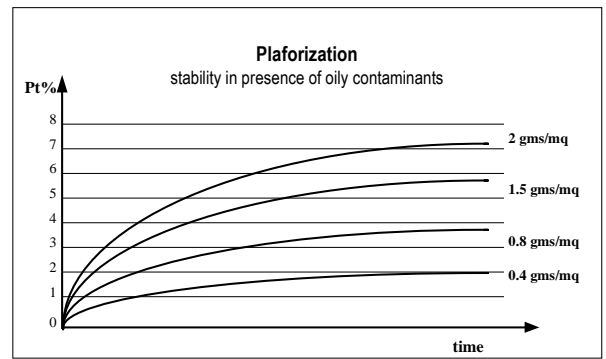 Plaforization
stability in presence of oily contaminants
Pt%
8
7
6
5
4
3
2
1
0
2 gms/mq
1.5 gms/mq
0.8 gms/mq
0.4 gms/mq
time